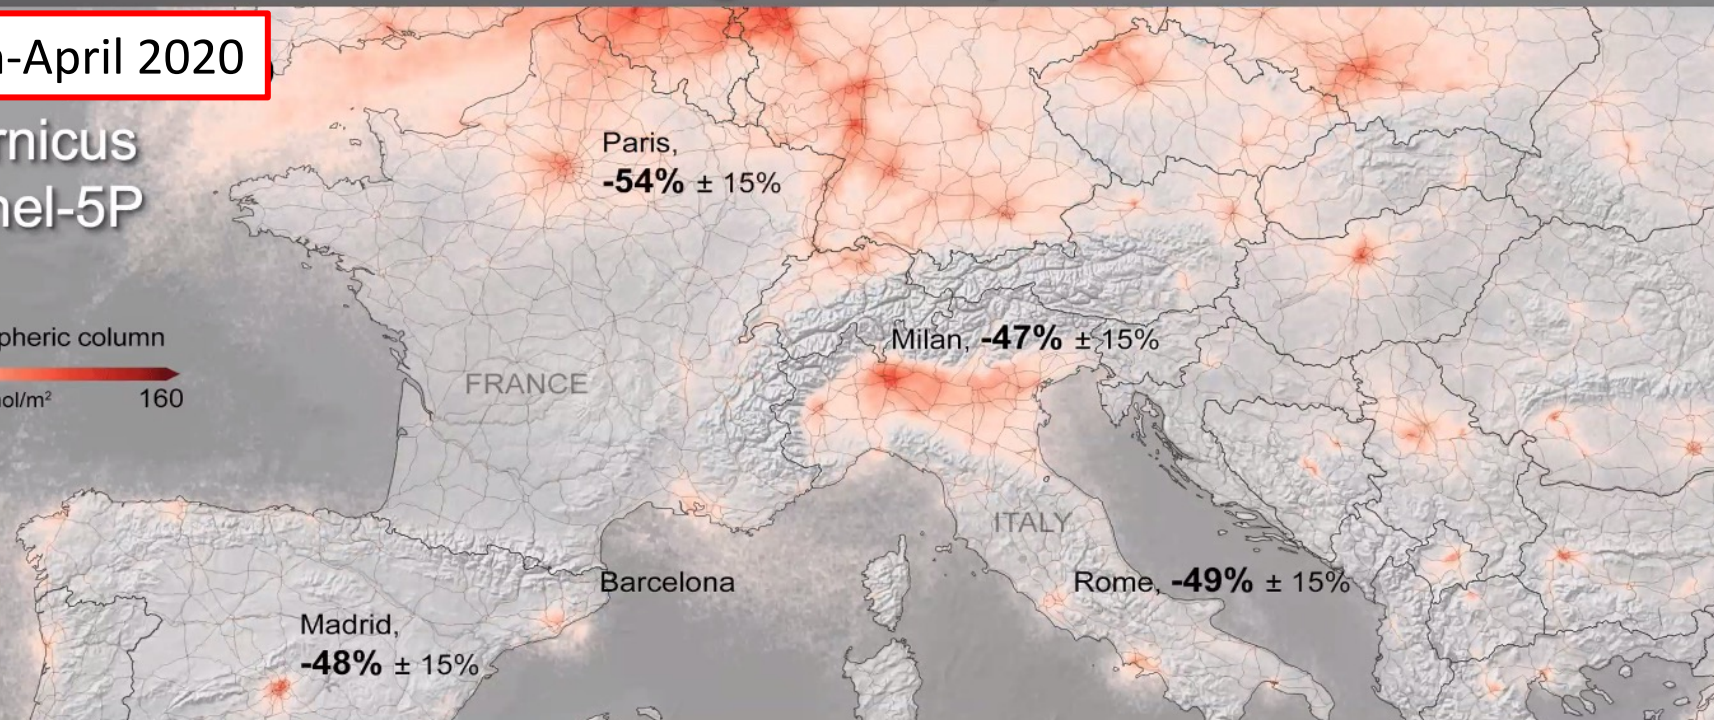 -April 2020
rnicus
nel-5P
pheric column
ol/m²
160
Paris,
-54% ± 15%
Milan, -47% ± 15%
FRANCE
ITALY
Barcelona
Rome, -49% ± 15%
Madrid,
-48% ± 15%